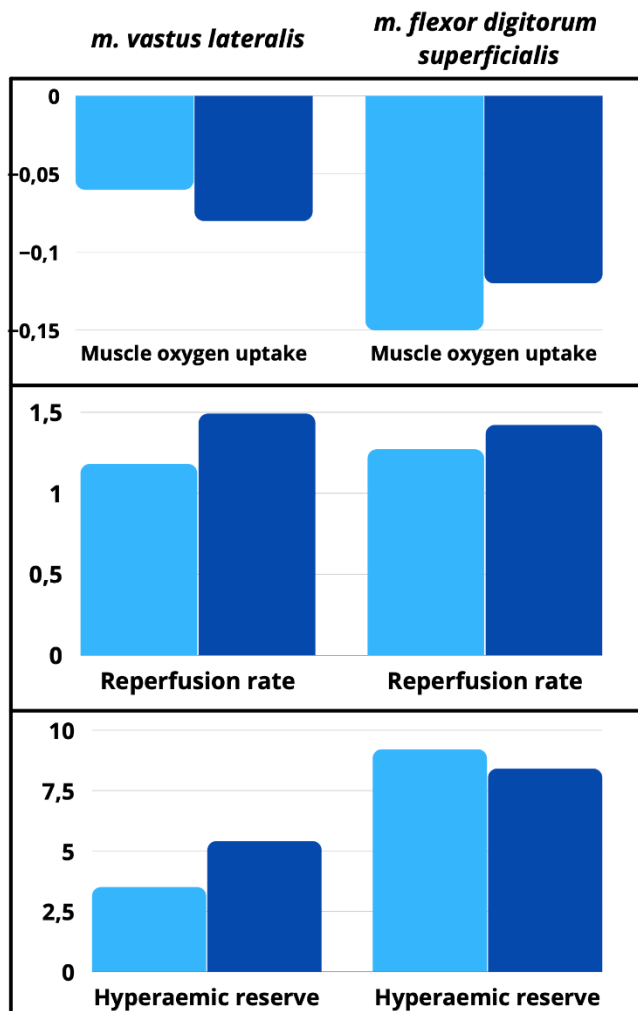 m. vastus lateralis
m. flexor digitorum
superficialis
0
−0,05
−0,1
−0,15
Muscle oxygen uptake
Muscle oxygen uptake
1,5
1
0,5
0
Reperfusion rate
Reperfusion rate
10
7,5
5
2,5
0
Hyperaemic reserve
Hyperaemic reserve